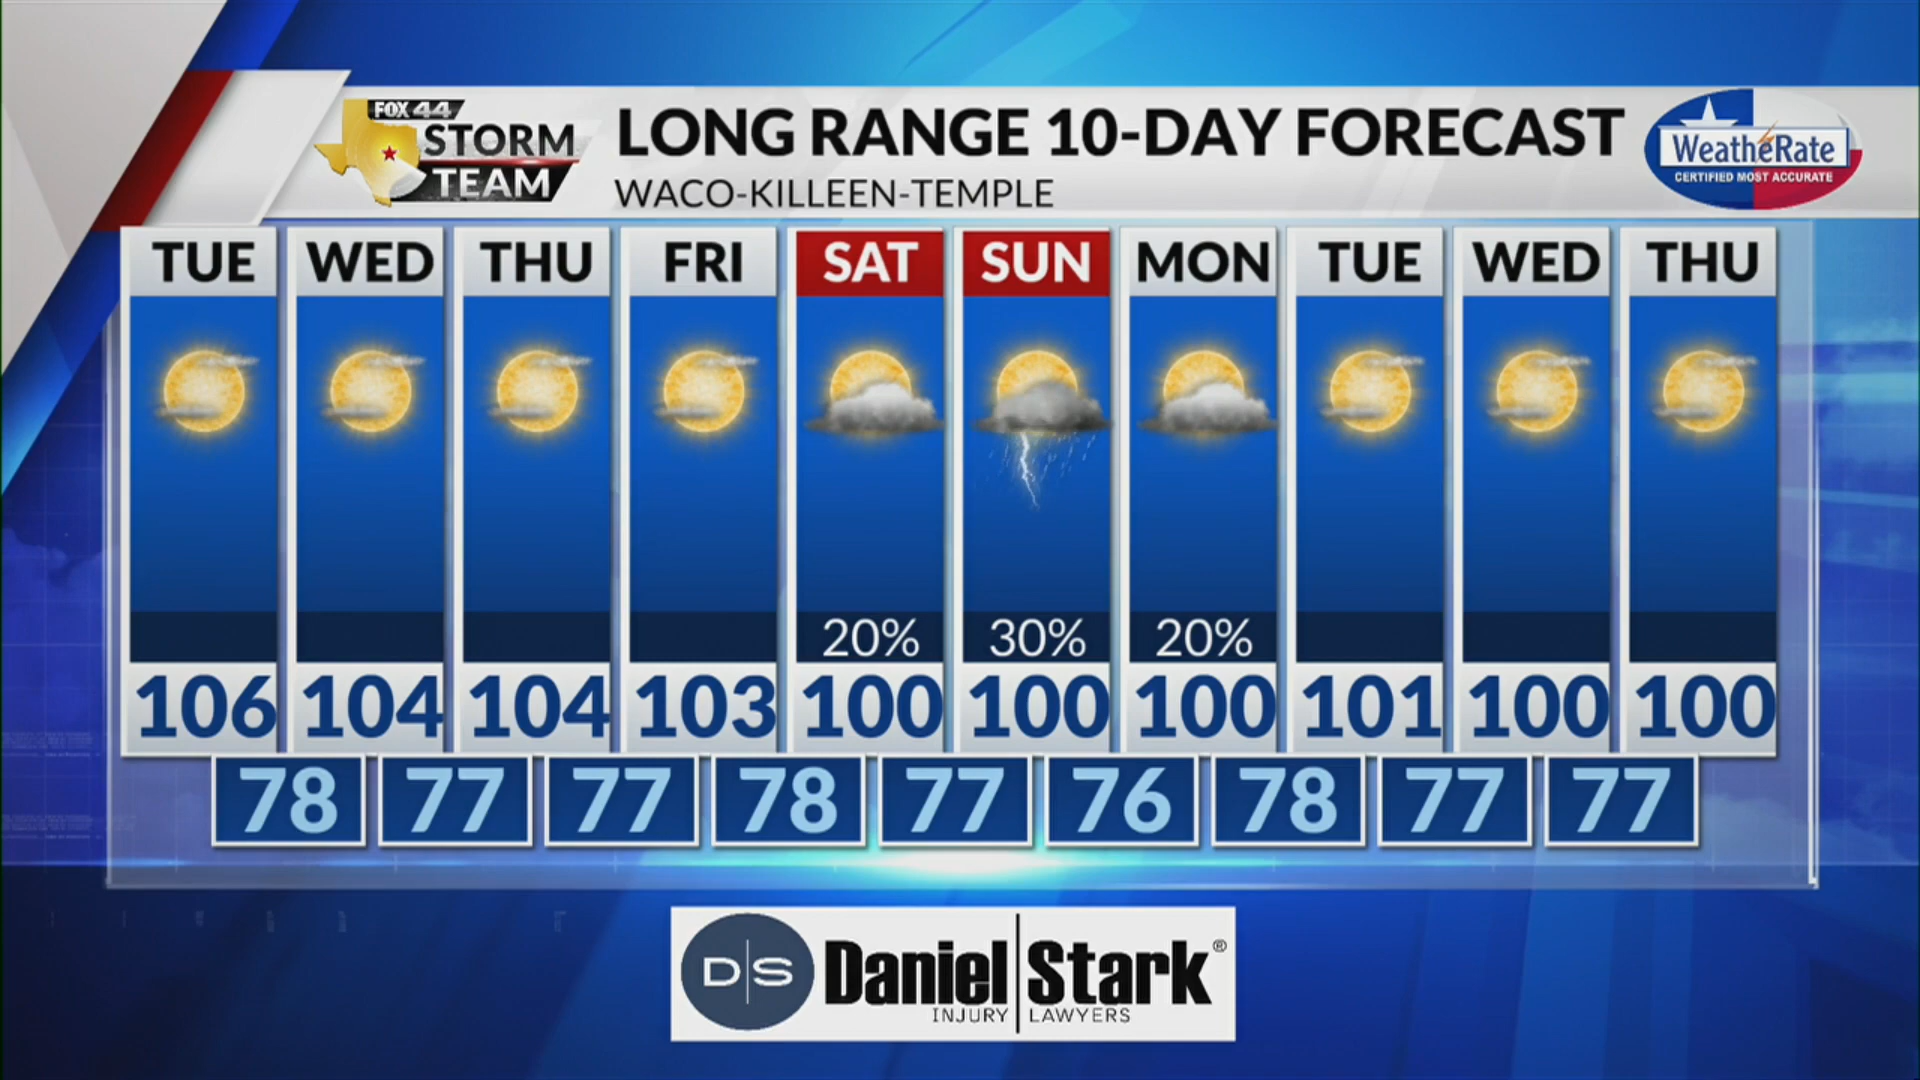 FOX 44
STORM
TEAM
LONG RANGE 10-DAY FORECAST
WACO-KILLEEN-TEMPLE
WeatheRate
CERTIFIED MOST ACCURATE
TUE WED THU FRI SAT SUN MON TUE WED THU
20% 30% 20%
106 104 104 103 100 100 100 101 100 100
78 77 77 78 77 76 78 77 77
D|S
Daniel Stark®
INJURY LAWYERS